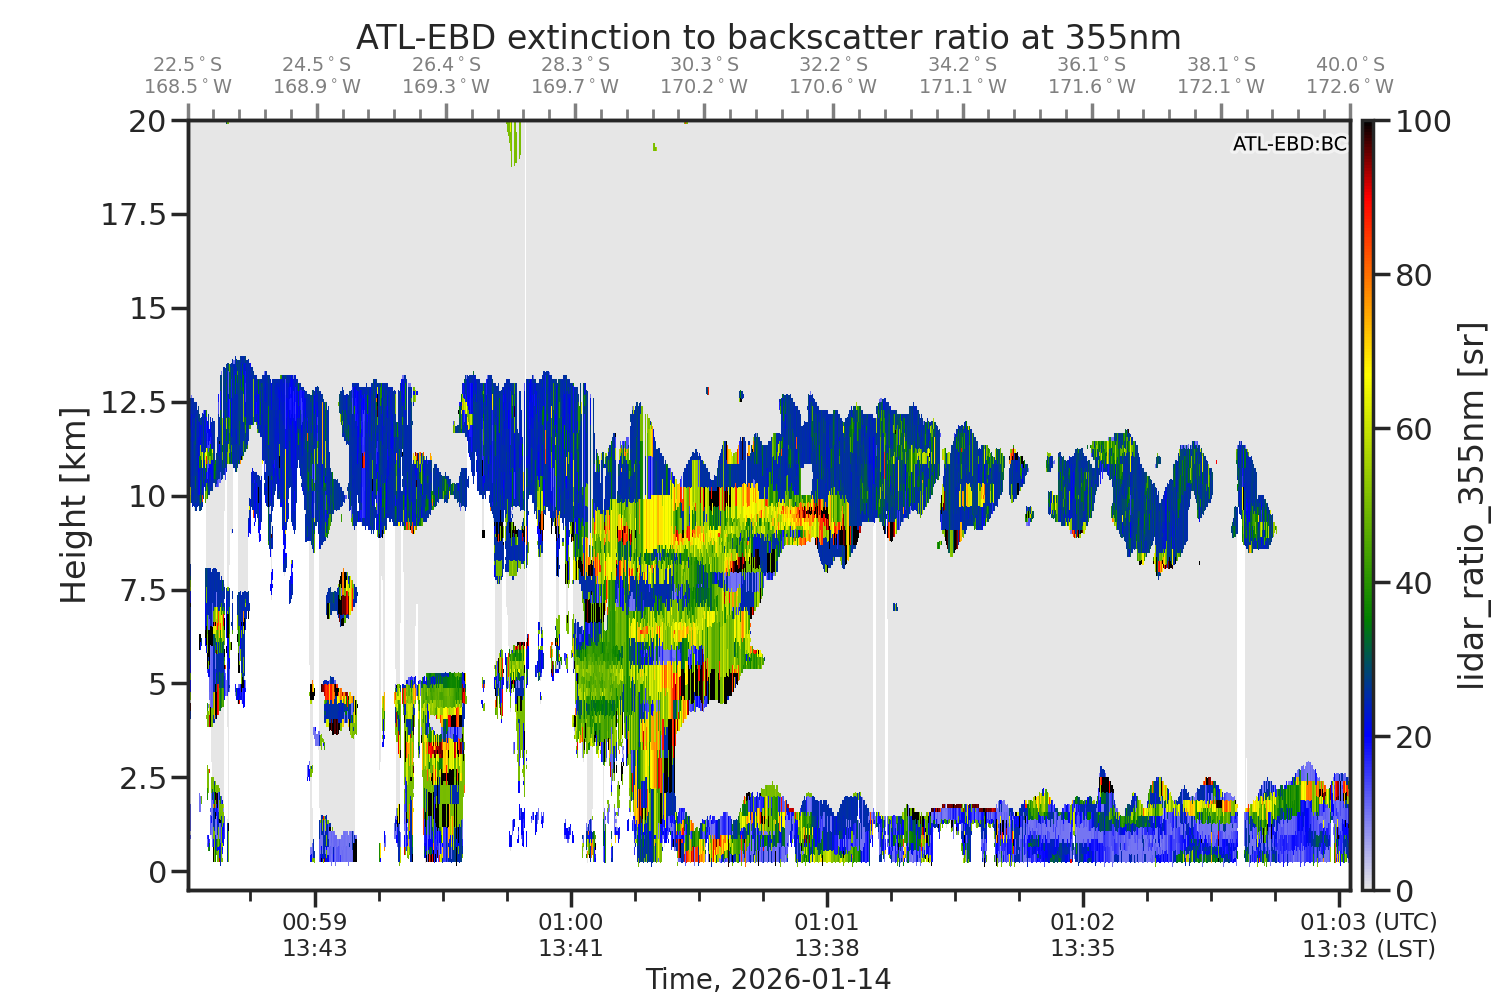 ATL-EBD extinction to backscatter ratio at 355nm
22.5°S 24.5°S 26.4°S 28.3°S 30.3°S 32.2°S 34.2°S 36.1°S 38.1°S 40.0°S
168.5°W 168.9°W 169.3°W 169.7°W 170.2°W 170.6°W 171.1°W 171.6°W 172.1°W 172.6°W
ATL-EBD:BC
20
17.5
15
12.5
10
7.5
5
2.5
0
Height [km]
100
80
60
40
20
0
lidar_ratio_355nm [sr]
00:59 01:00 01:01 01:02 01:03 (UTC)
13:43 13:41 13:38 13:35 13:32 (LST)
Time, 2026-01-14